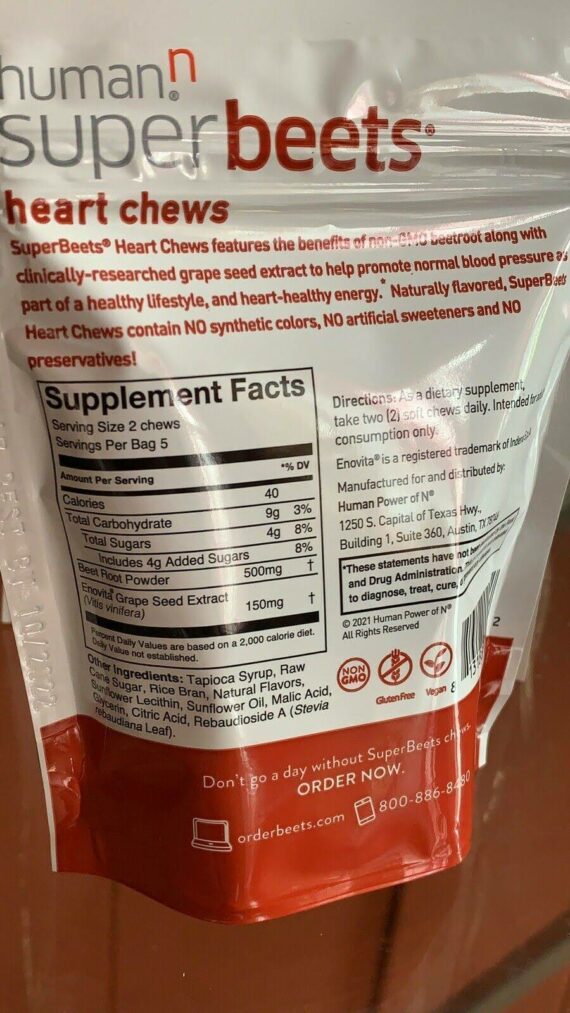 humann®
superbeets®
heart chews
SuperBeets® Heart Chews features the benefits of non-GMO beetroot along with
clinically-researched grape seed extract to help promote normal blood pressure as
part of a healthy lifestyle, and heart-healthy energy.* Naturally flavored, SuperBeets
Heart Chews contain NO synthetic colors, NO artificial sweeteners and NO
preservatives!
Supplement Facts
Serving Size 2 chews
Servings Per Bag 5
Amount Per Serving *% DV
Calories 40
Total Carbohydrate 9g 3%
Total Sugars 4g 8%
Includes 4g Added Sugars 8%
Beet Root Powder 500mg †
Enovita® Grape Seed Extract
(Vitis vinifera) 150mg †
Percent Daily Values are based on a 2,000 calorie diet.
Daily Value not established.
Other Ingredients: Tapioca Syrup, Raw
Cane Sugar, Rice Bran, Natural Flavors,
Sunflower Lecithin, Sunflower Oil, Malic Acid,
Glycerin, Citric Acid, Rebaudioside A (Stevia
rebaudiana Leaf).
Directions: As a dietary supplement,
take two (2) soft chews daily. Intended for
consumption only.
Enovita® is a registered trademark of
Manufactured for and distributed by:
Human Power of N®
1250 S. Capital of Texas Hwy.,
Building 1, Suite 360, Austin, TX
*These statements have not
and Drug Administration.
to diagnose, treat, cure,
© 2021 Human Power of N®
All Rights Reserved
NON GMO
Gluten Free Vegan 8
2
BEST BY 10/2022
Don't go a day without SuperBeets chews.
ORDER NOW.
orderbeets.com 800-886-8480